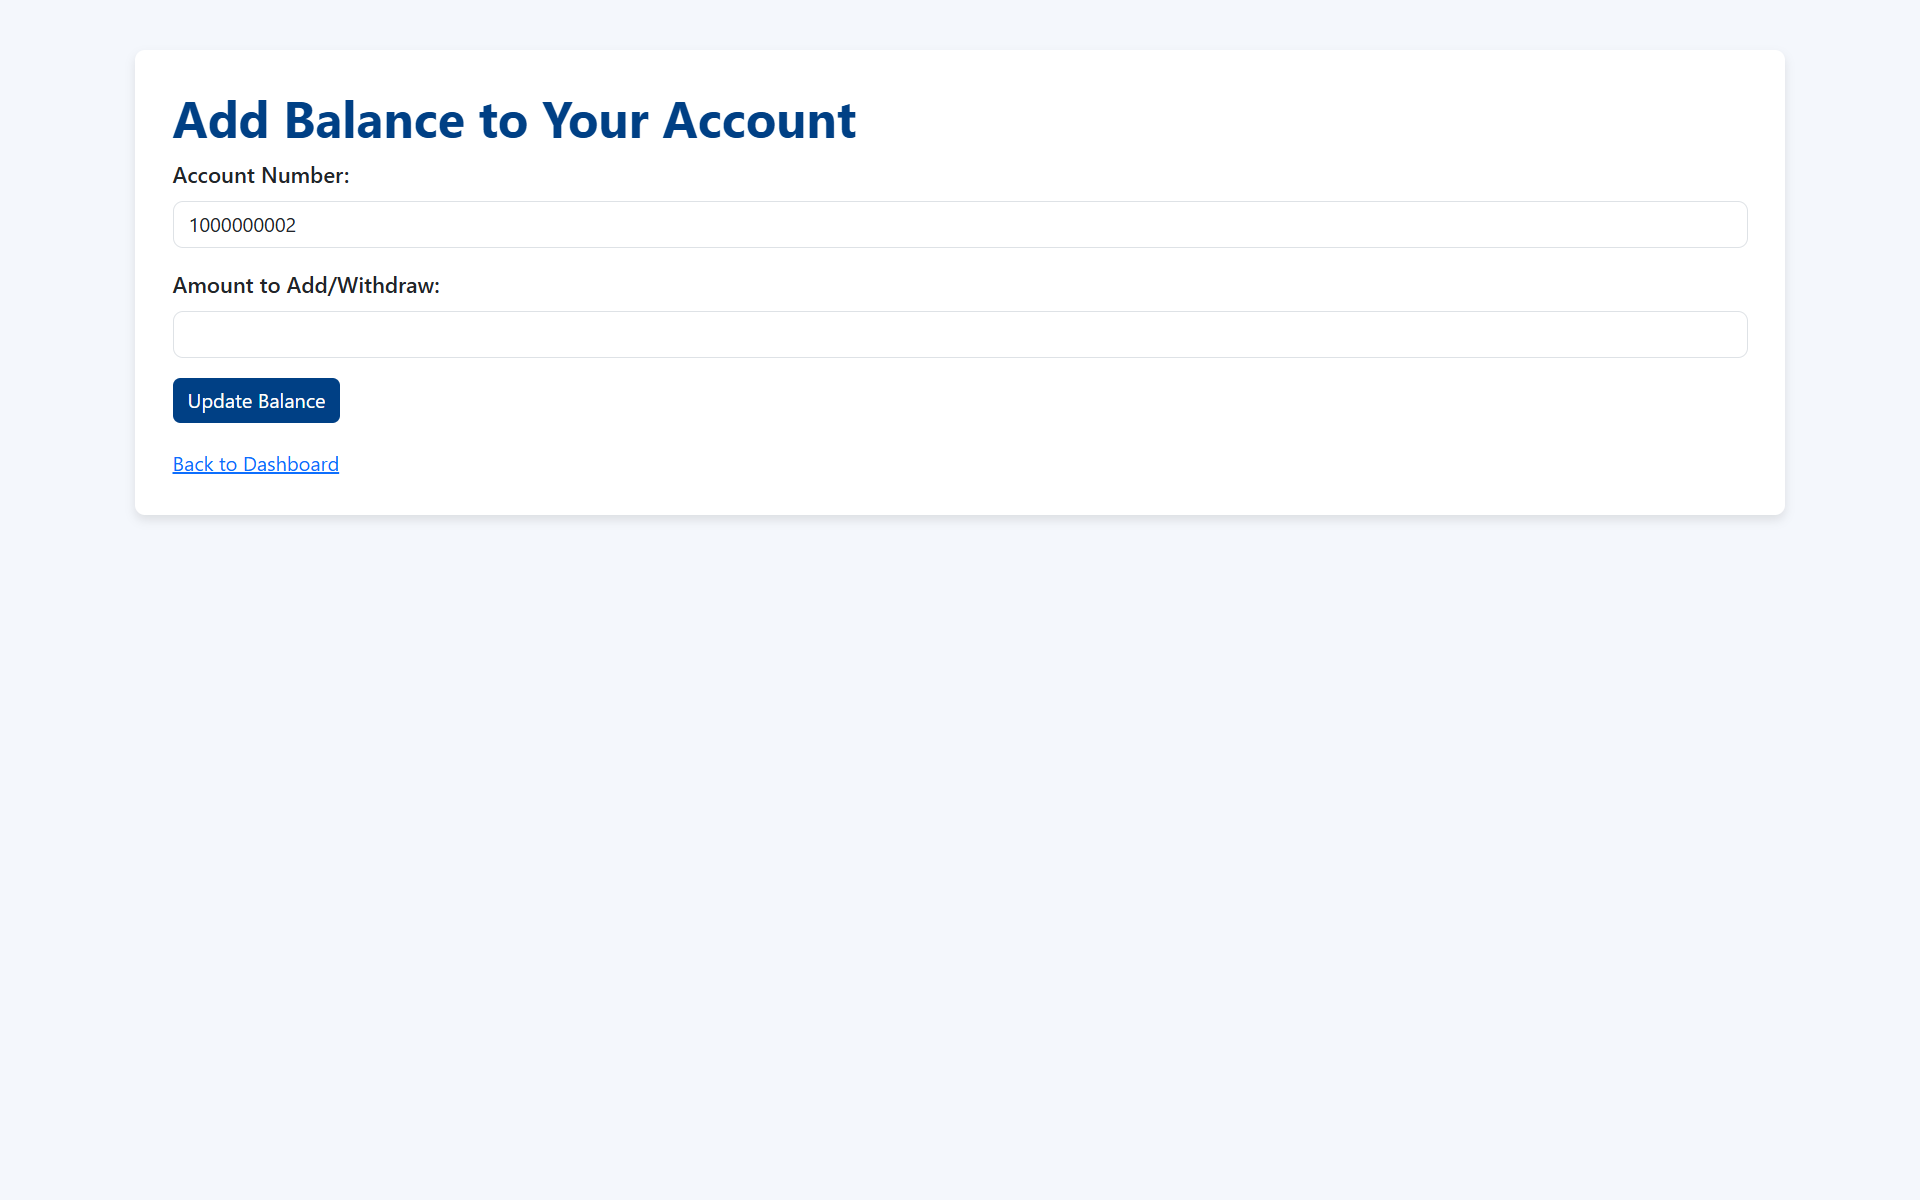 Add Balance to Your Account
Account Number:
1000000002
Amount to Add/Withdraw:
Update Balance
Back to Dashboard